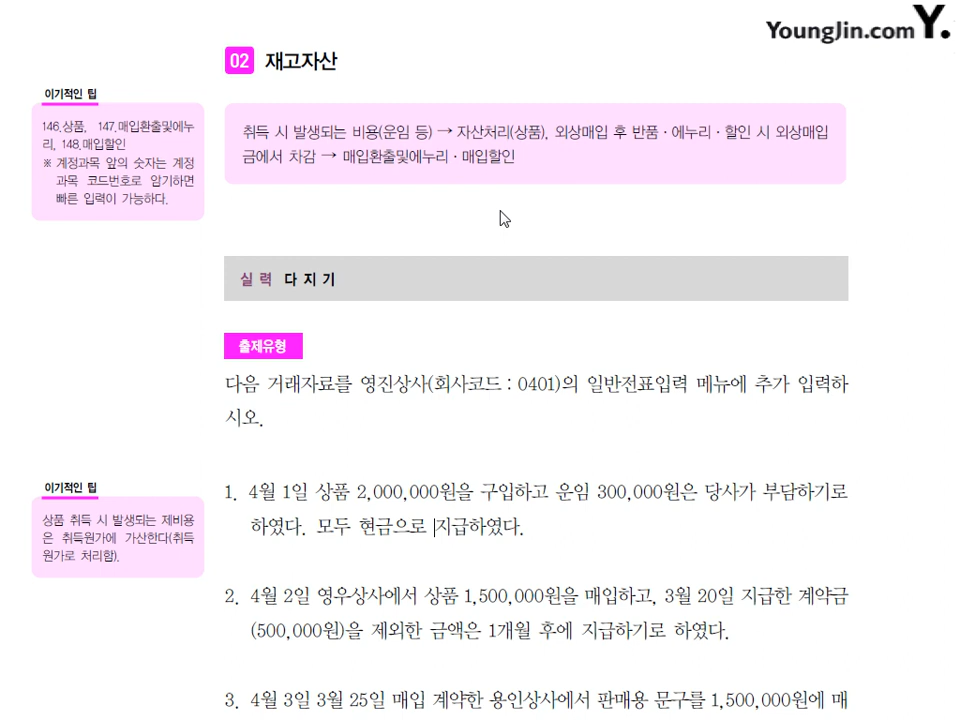 YoungJin.com Y.
02 재고자산
이기적인 팁
146.상품, 147.매입환출및에누
리, 148.매입할인
※ 계정과목 앞의 숫자는 계정
과목 코드번호로 암기하면
빠른 입력이 가능하다.
취득 시 발생되는 비용(운임 등) → 자산처리(상품), 외상매입 후 반품 · 에누리 · 할인 시 외상매입
금에서 차감 → 매입환출및에누리 · 매입할인
실력 다지기
출제유형
다음 거래자료를 영진상사(회사코드 : 0401)의 일반전표입력 메뉴에 추가 입력하
시오.
이기적인 팁
상품 취득 시 발생되는 제비용
은 취득원가에 가산한다(취득
원가로 처리함).
1. 4월 1일 상품 2,000,000원을 구입하고 운임 300,000원은 당사가 부담하기로
하였다. 모두 현금으로 지급하였다.
2. 4월 2일 영우상사에서 상품 1,500,000원을 매입하고, 3월 20일 지급한 계약금
(500,000원)을 제외한 금액은 1개월 후에 지급하기로 하였다.
3. 4월 3일 3월 25일 매입 계약한 용인상사에서 판매용 문구를 1,500,000원에 매